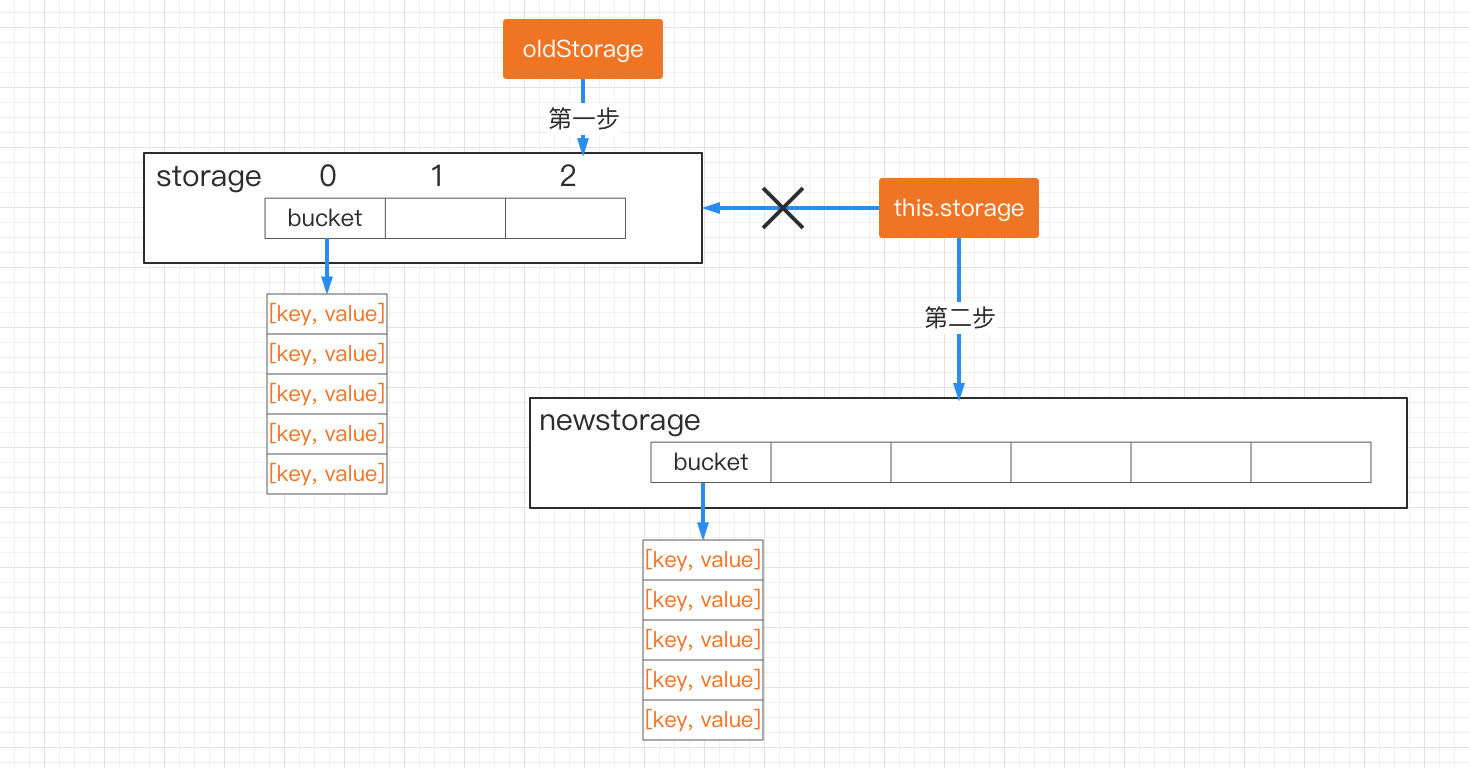 oldStorage
第一步
storage 0 1 2
bucket
this.storage
[key, value]
[key, value]
[key, value]
[key, value]
[key, value]
第二步
newstorage
bucket
[key, value]
[key, value]
[key, value]
[key, value]
[key, value]